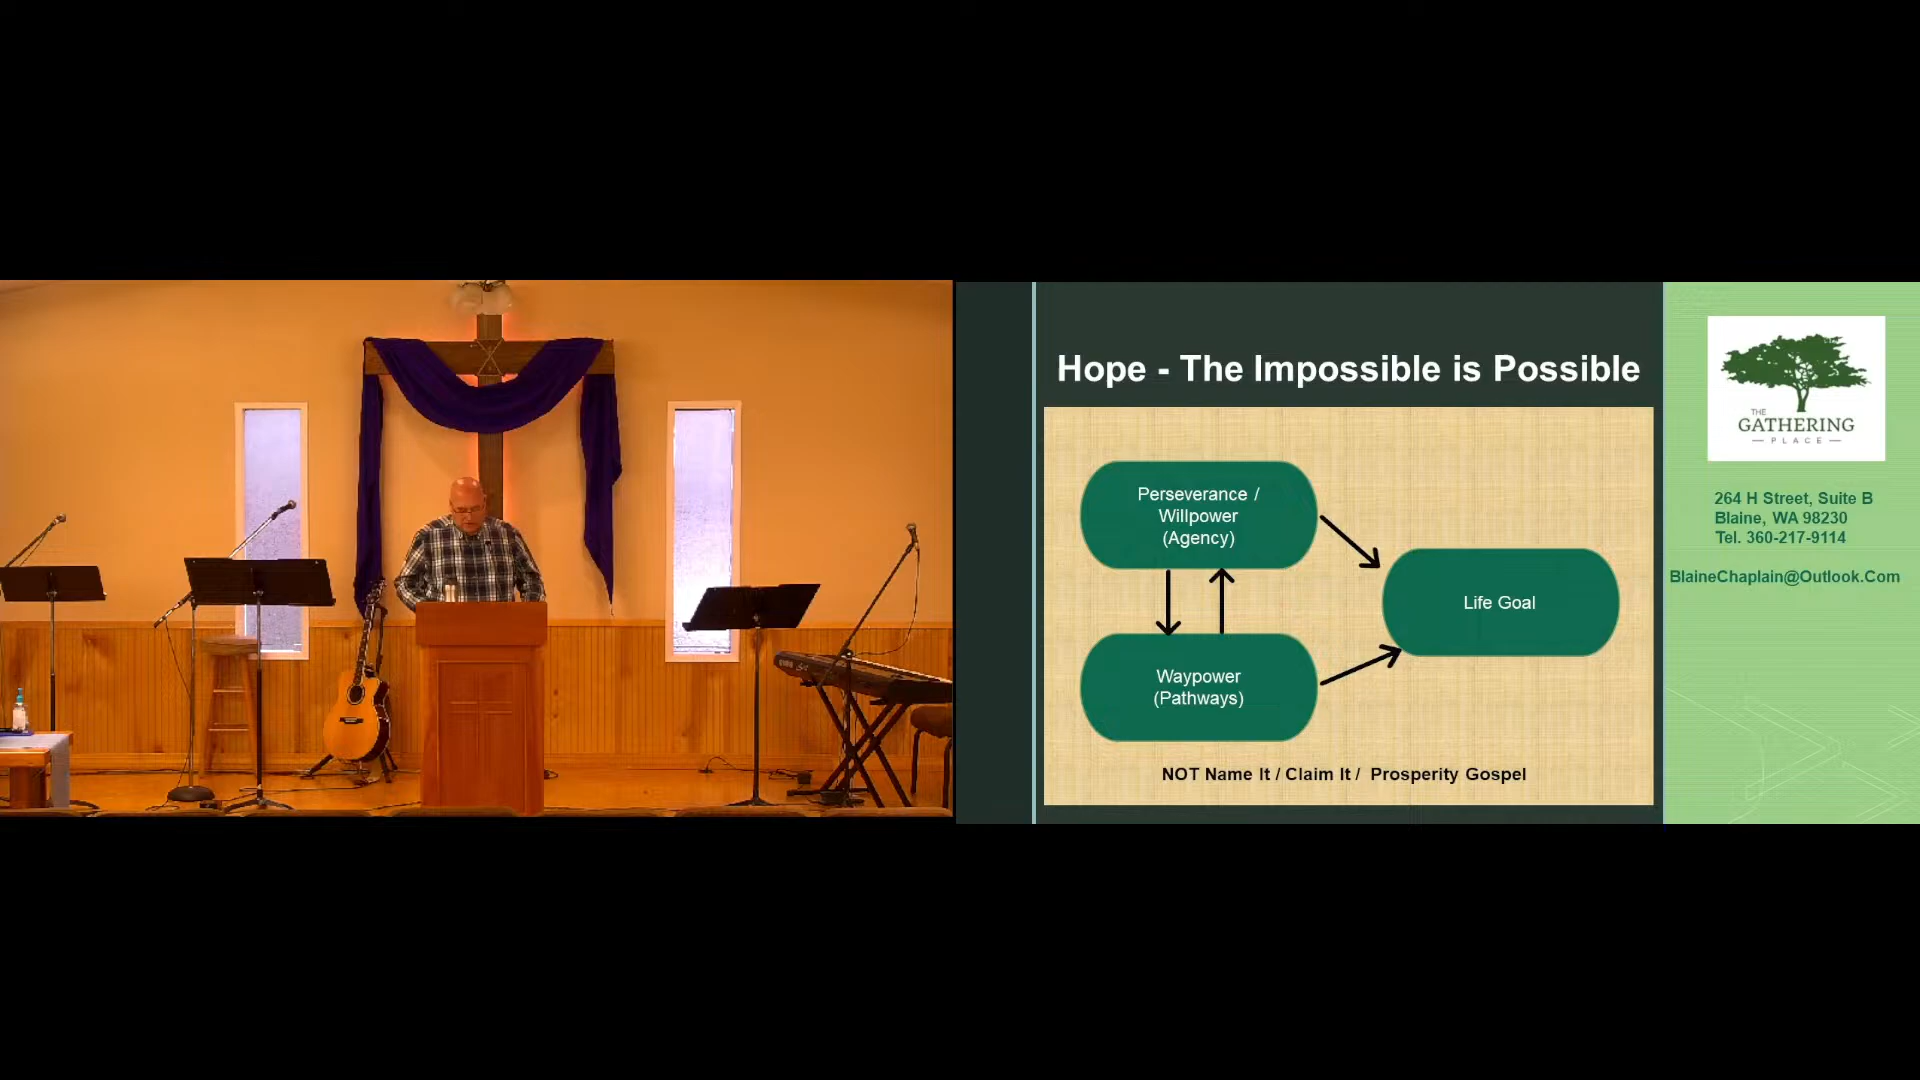 Hope - The Impossible is Possible
Perseverance /
Willpower
(Agency)
Waypower
(Pathways)
Life Goal
NOT Name It / Claim It / Prosperity Gospel
THE
GATHERING
— PLACE —
264 H Street, Suite B
Blaine, WA 98230
Tel. 360-217-9114
BlaineChaplain@Outlook.Com